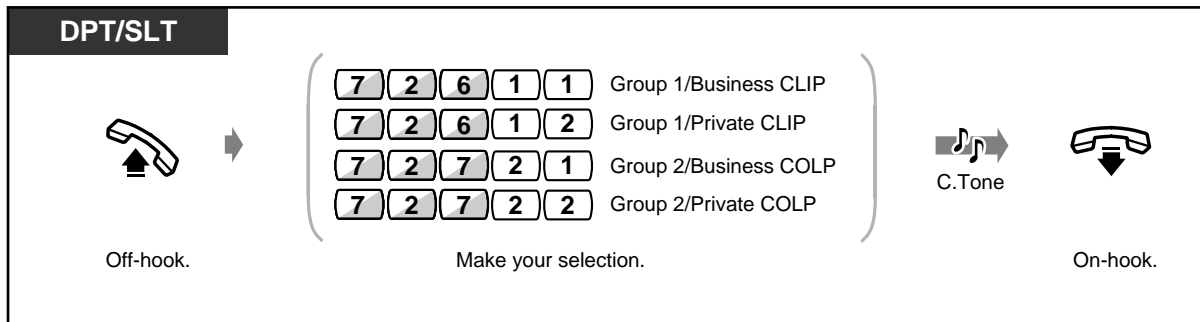 DPT/SLT
7 2 6 1 1 Group 1/Business CLIP
7 2 6 1 2 Group 1/Private CLIP
7 2 7 2 1 Group 2/Business COLP
7 2 7 2 2 Group 2/Private COLP
C.Tone
Off-hook.
Make your selection.
On-hook.